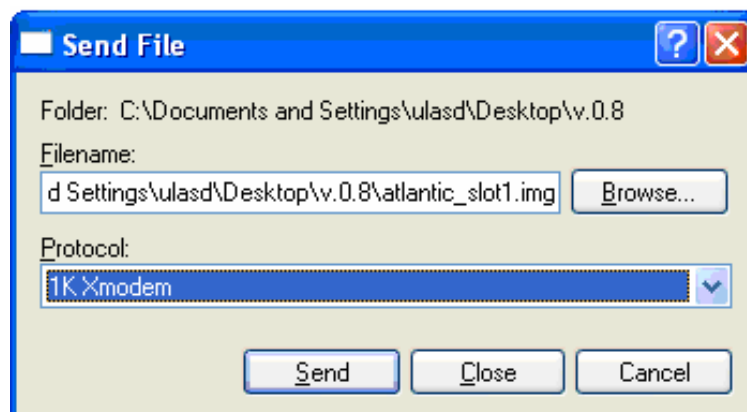 Send File
Folder: C:\Documents and Settings\ulasd\Desktop\v.0.8
Filename:
d Settings\ulasd\Desktop\v.0.8\atlantic_slot1.img Browse...
Protocol:
1K Xmodem
Send Close Cancel